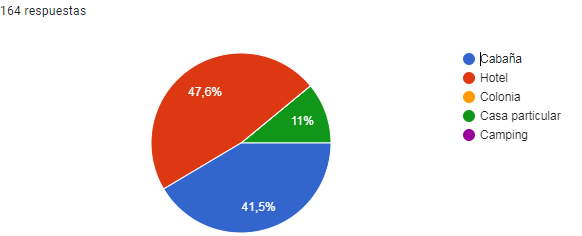 164 respuestas
47,6%
11%
41,5%
Cabaña
Hotel
Colonia
Casa particular
Camping